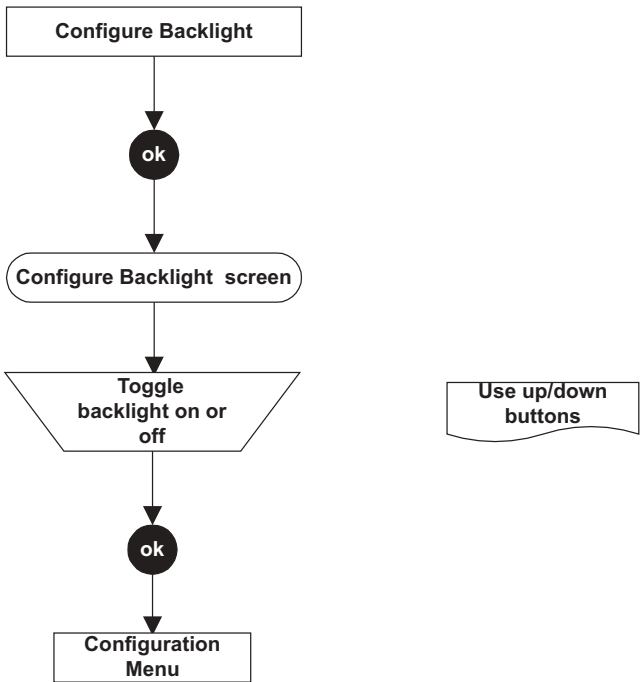 Configure Backlight
ok
Configure Backlight screen
Toggle
backlight on or
off
Use up/down
buttons
ok
Configuration
Menu